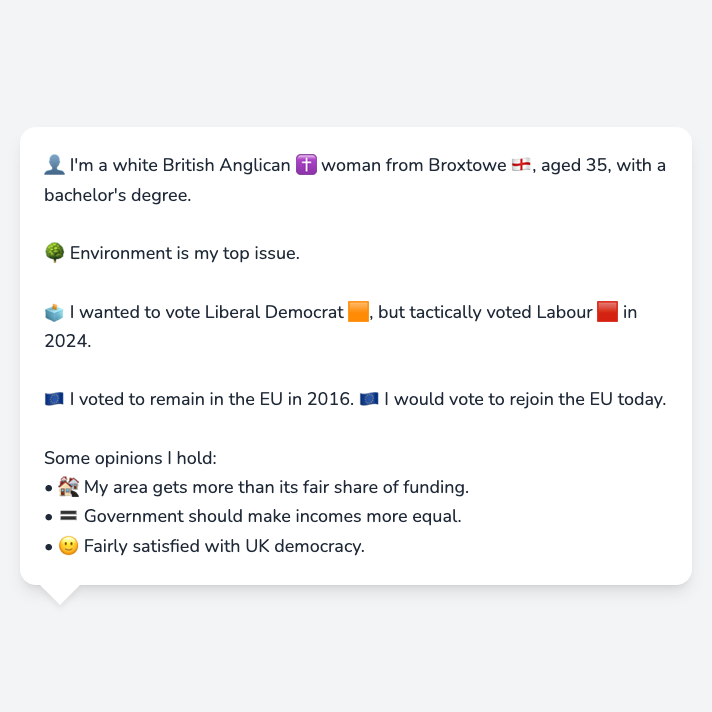 👤 I'm a white British Anglican ✝️ woman from Broxtowe 🏴󠁧󠁢󠁥󠁮󠁧󠁿, aged 35, with a
bachelor's degree.
🌳 Environment is my top issue.
🗳️ I wanted to vote Liberal Democrat 🟧, but tactically voted Labour 🟥 in
2024.
🇪🇺 I voted to remain in the EU in 2016. 🇪🇺 I would vote to rejoin the EU today.
Some opinions I hold:
• 🏘️ My area gets more than its fair share of funding.
• 🟰 Government should make incomes more equal.
• 🙂 Fairly satisfied with UK democracy.